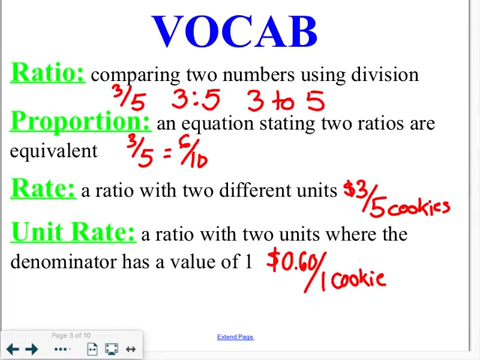 VOCAB
Ratio: comparing two numbers using division
3/5 3:5 3 to 5
Proportion: an equation stating two ratios are
equivalent 3/5 = 6/10
Rate: a ratio with two different units $3/5 cookies
Unit Rate: a ratio with two units where the
denominator has a value of 1 $0.60/1 cookie
Page 3 of 10
Extend Page